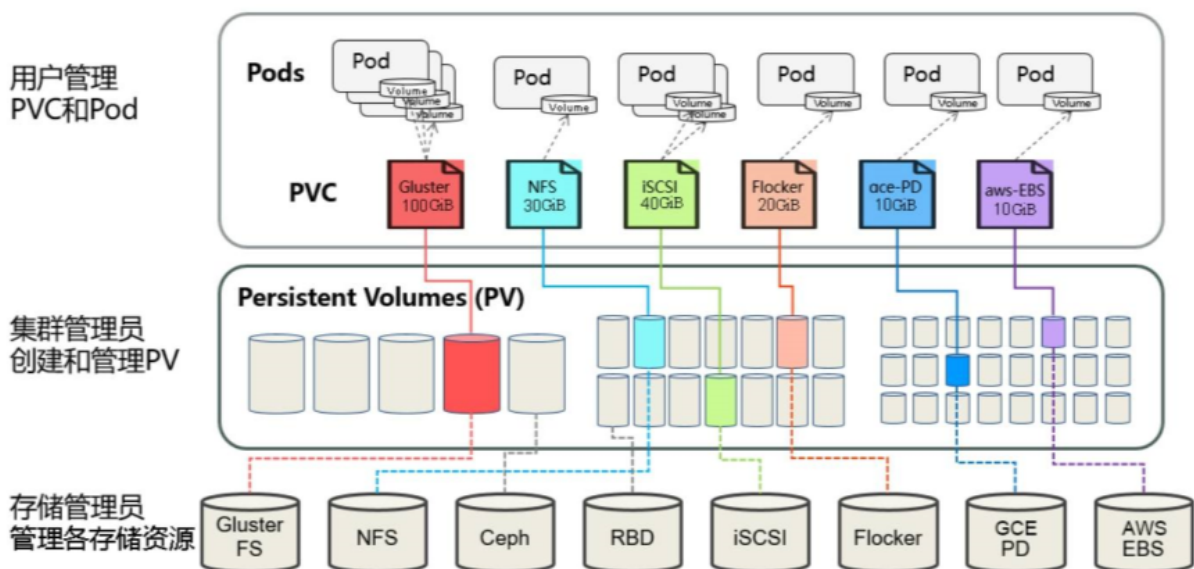 用户管理
PVC和Pod
Pods
Pod
Volume
Volume
Volume
Pod
Volume
Pod
Volume
Volume
Pod
Volume
Pod
Volume
Pod
Volume
PVC
Gluster
100GiB
NFS
30GiB
iSCSI
40GiB
Flocker
20GiB
gce-PD
10GiB
aws-EBS
10GiB
集群管理员
创建和管理PV
Persistent Volumes (PV)
存储管理员
管理各存储资源
Gluster
FS
NFS
Ceph
RBD
iSCSI
Flocker
GCE
PD
AWS
EBS